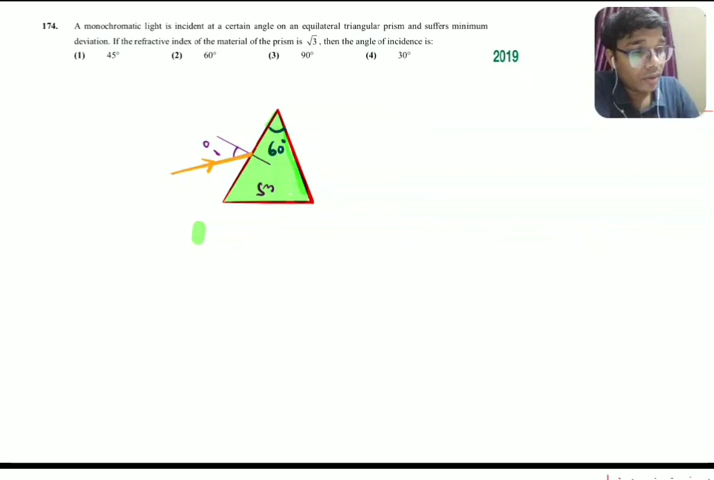 174. A monochromatic light is incident at a certain angle on an equilateral triangular prism and suffers minimum
deviation. If the refractive index of the material of the prism is √3, then the angle of incidence is:
(1) 45° (2) 60° (3) 90° (4) 30°
2019
60°